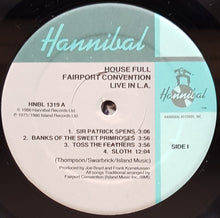 Hannibal
HOUSE FULL
FAIRPORT CONVENTION
LIVE IN L.A.
HNBL 1319 A
℗ 1986 Hannibal Records Ltd.
© 1975/1986 Island Records Ltd.
Hannibal
HANNIBAL RECORDS, INC.
1. SIR PATRICK SPENS-3:06
2. BANKS OF THE SWEET PRIMROSES-3:38
3. TOSS THE FEATHERS
4. SLOTH 12:04
SIDE I
(Thompson/Swarbrick/Island Music)
Produced by Joe Boyd and Frank Kornelussen
All songs Traditional arranged by
Fairport Convention (Island Music Inc./BMI)